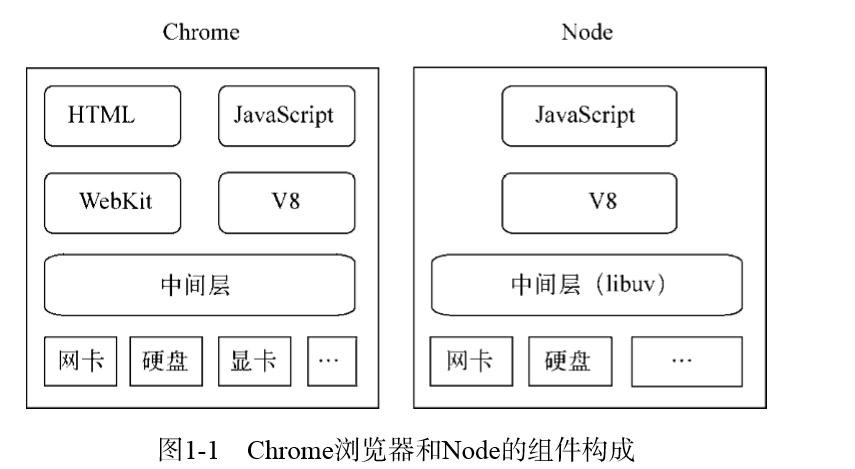 Chrome Node
HTML JavaScript JavaScript
WebKit V8 V8
中间层 中间层（libuv）
网卡 硬盘 显卡 … 网卡 硬盘 …
图1-1 Chrome浏览器和Node的组件构成